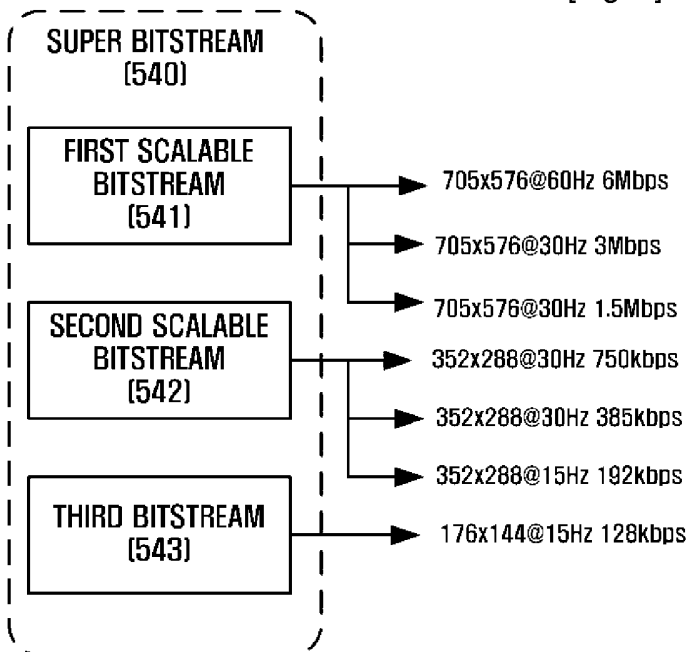 SUPER BITSTREAM
(540)
FIRST SCALABLE
BITSTREAM
(541)
705x576@60Hz 6Mbps
705x576@30Hz 3Mbps
705x576@30Hz 1.5Mbps
SECOND SCALABLE
BITSTREAM
(542)
352x288@30Hz 750kbps
352x288@30Hz 385kbps
352x288@15Hz 192kbps
THIRD BITSTREAM
(543)
176x144@15Hz 128kbps